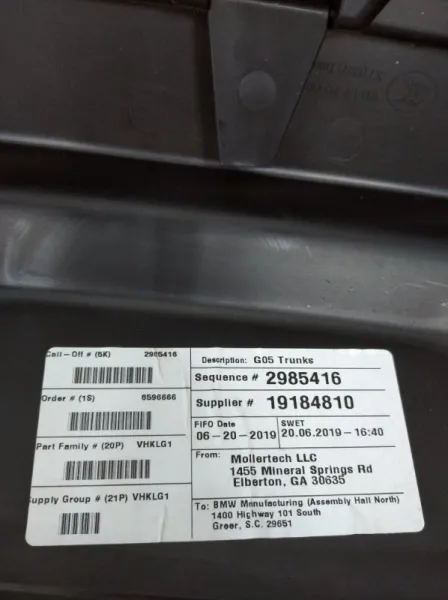 Call-Off # (5K) 2985416
Order # (1S) 6596666
Part Family # (20P) VHKLG1
Supply Group # (21P) VHKLG1
Description: G05 Trunks
Sequence # 2985416
Supplier # 19184810
FIFO Date
06-20-2019
SWET
20.06.2019-16:40
From: Mollertech LLC
1455 Mineral Springs Rd
Elberton, GA 30635
To: BMW Manufacturing (Assembly Hall North)
1400 Highway 101 South
Greer, S.C. 29651